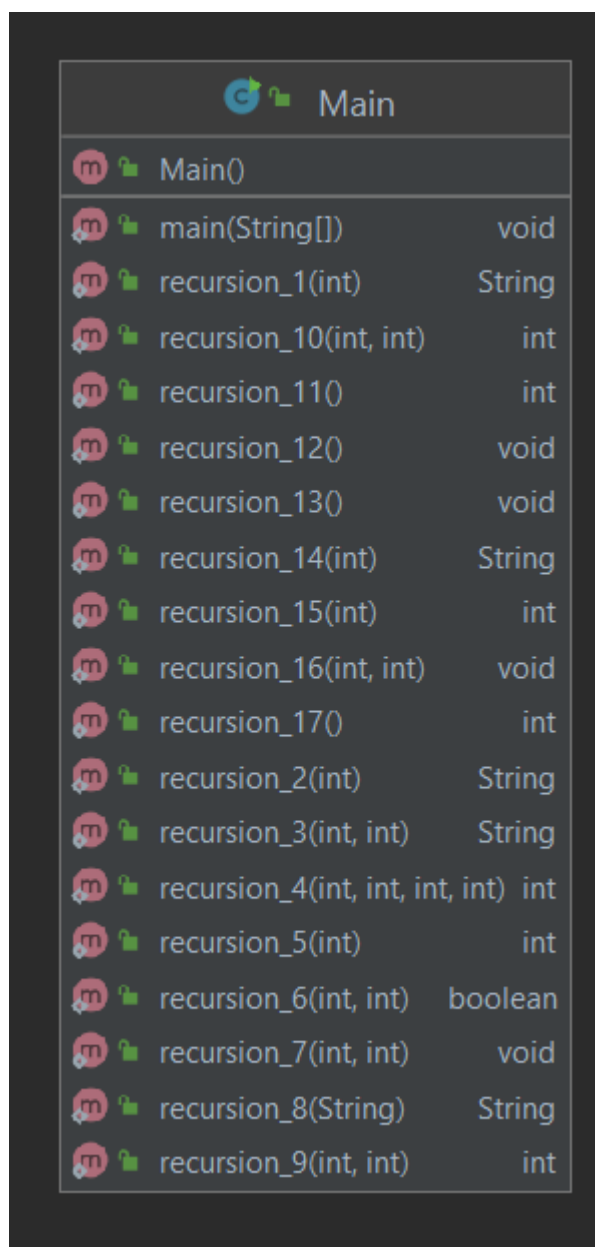 Main
Main()
main(String[]) void
recursion_1(int) String
recursion_10(int, int) int
recursion_11() int
recursion_12() void
recursion_13() void
recursion_14(int) String
recursion_15(int) int
recursion_16(int, int) void
recursion_17() int
recursion_2(int) String
recursion_3(int, int) String
recursion_4(int, int, int, int) int
recursion_5(int) int
recursion_6(int, int) boolean
recursion_7(int, int) void
recursion_8(String) String
recursion_9(int, int) int